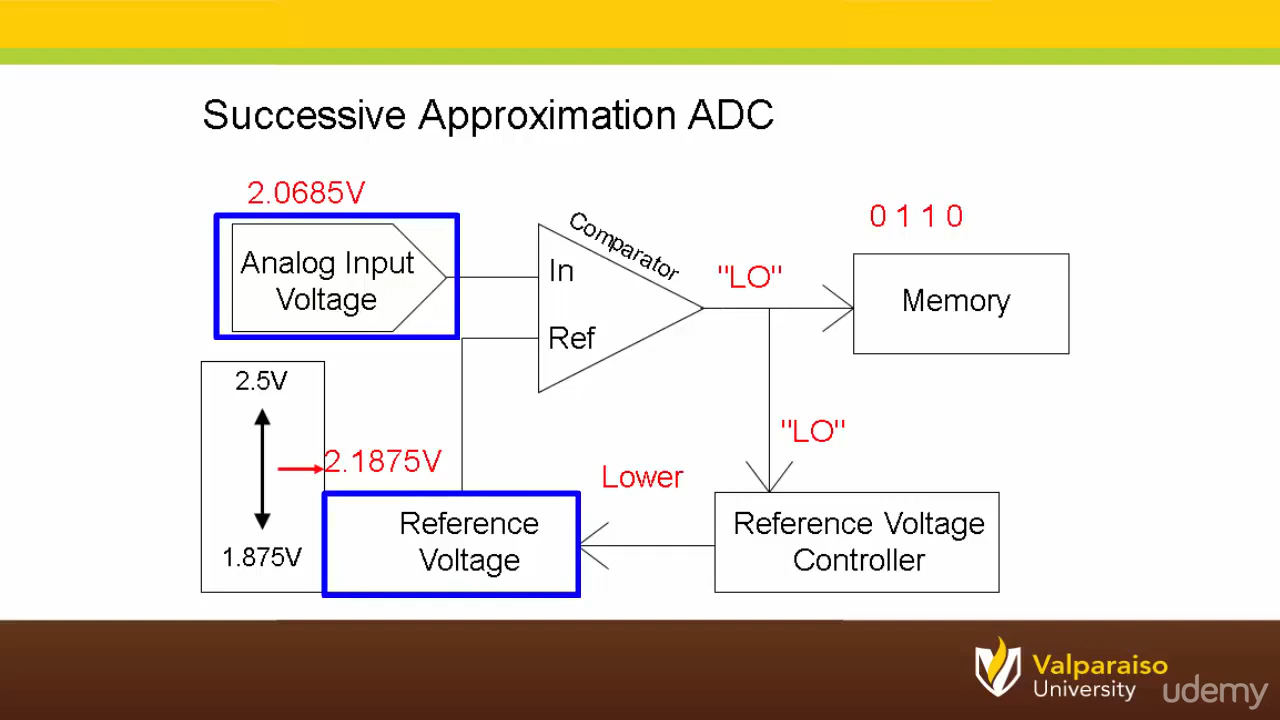 Successive Approximation ADC
2.0685V
0 1 1 0
Analog Input
Voltage
Comparator
In
Ref
"LO"
Memory
2.5V
2.1875V
1.875V
"LO"
Lower
Reference
Voltage
Reference Voltage
Controller
Valparaiso
University
udemy